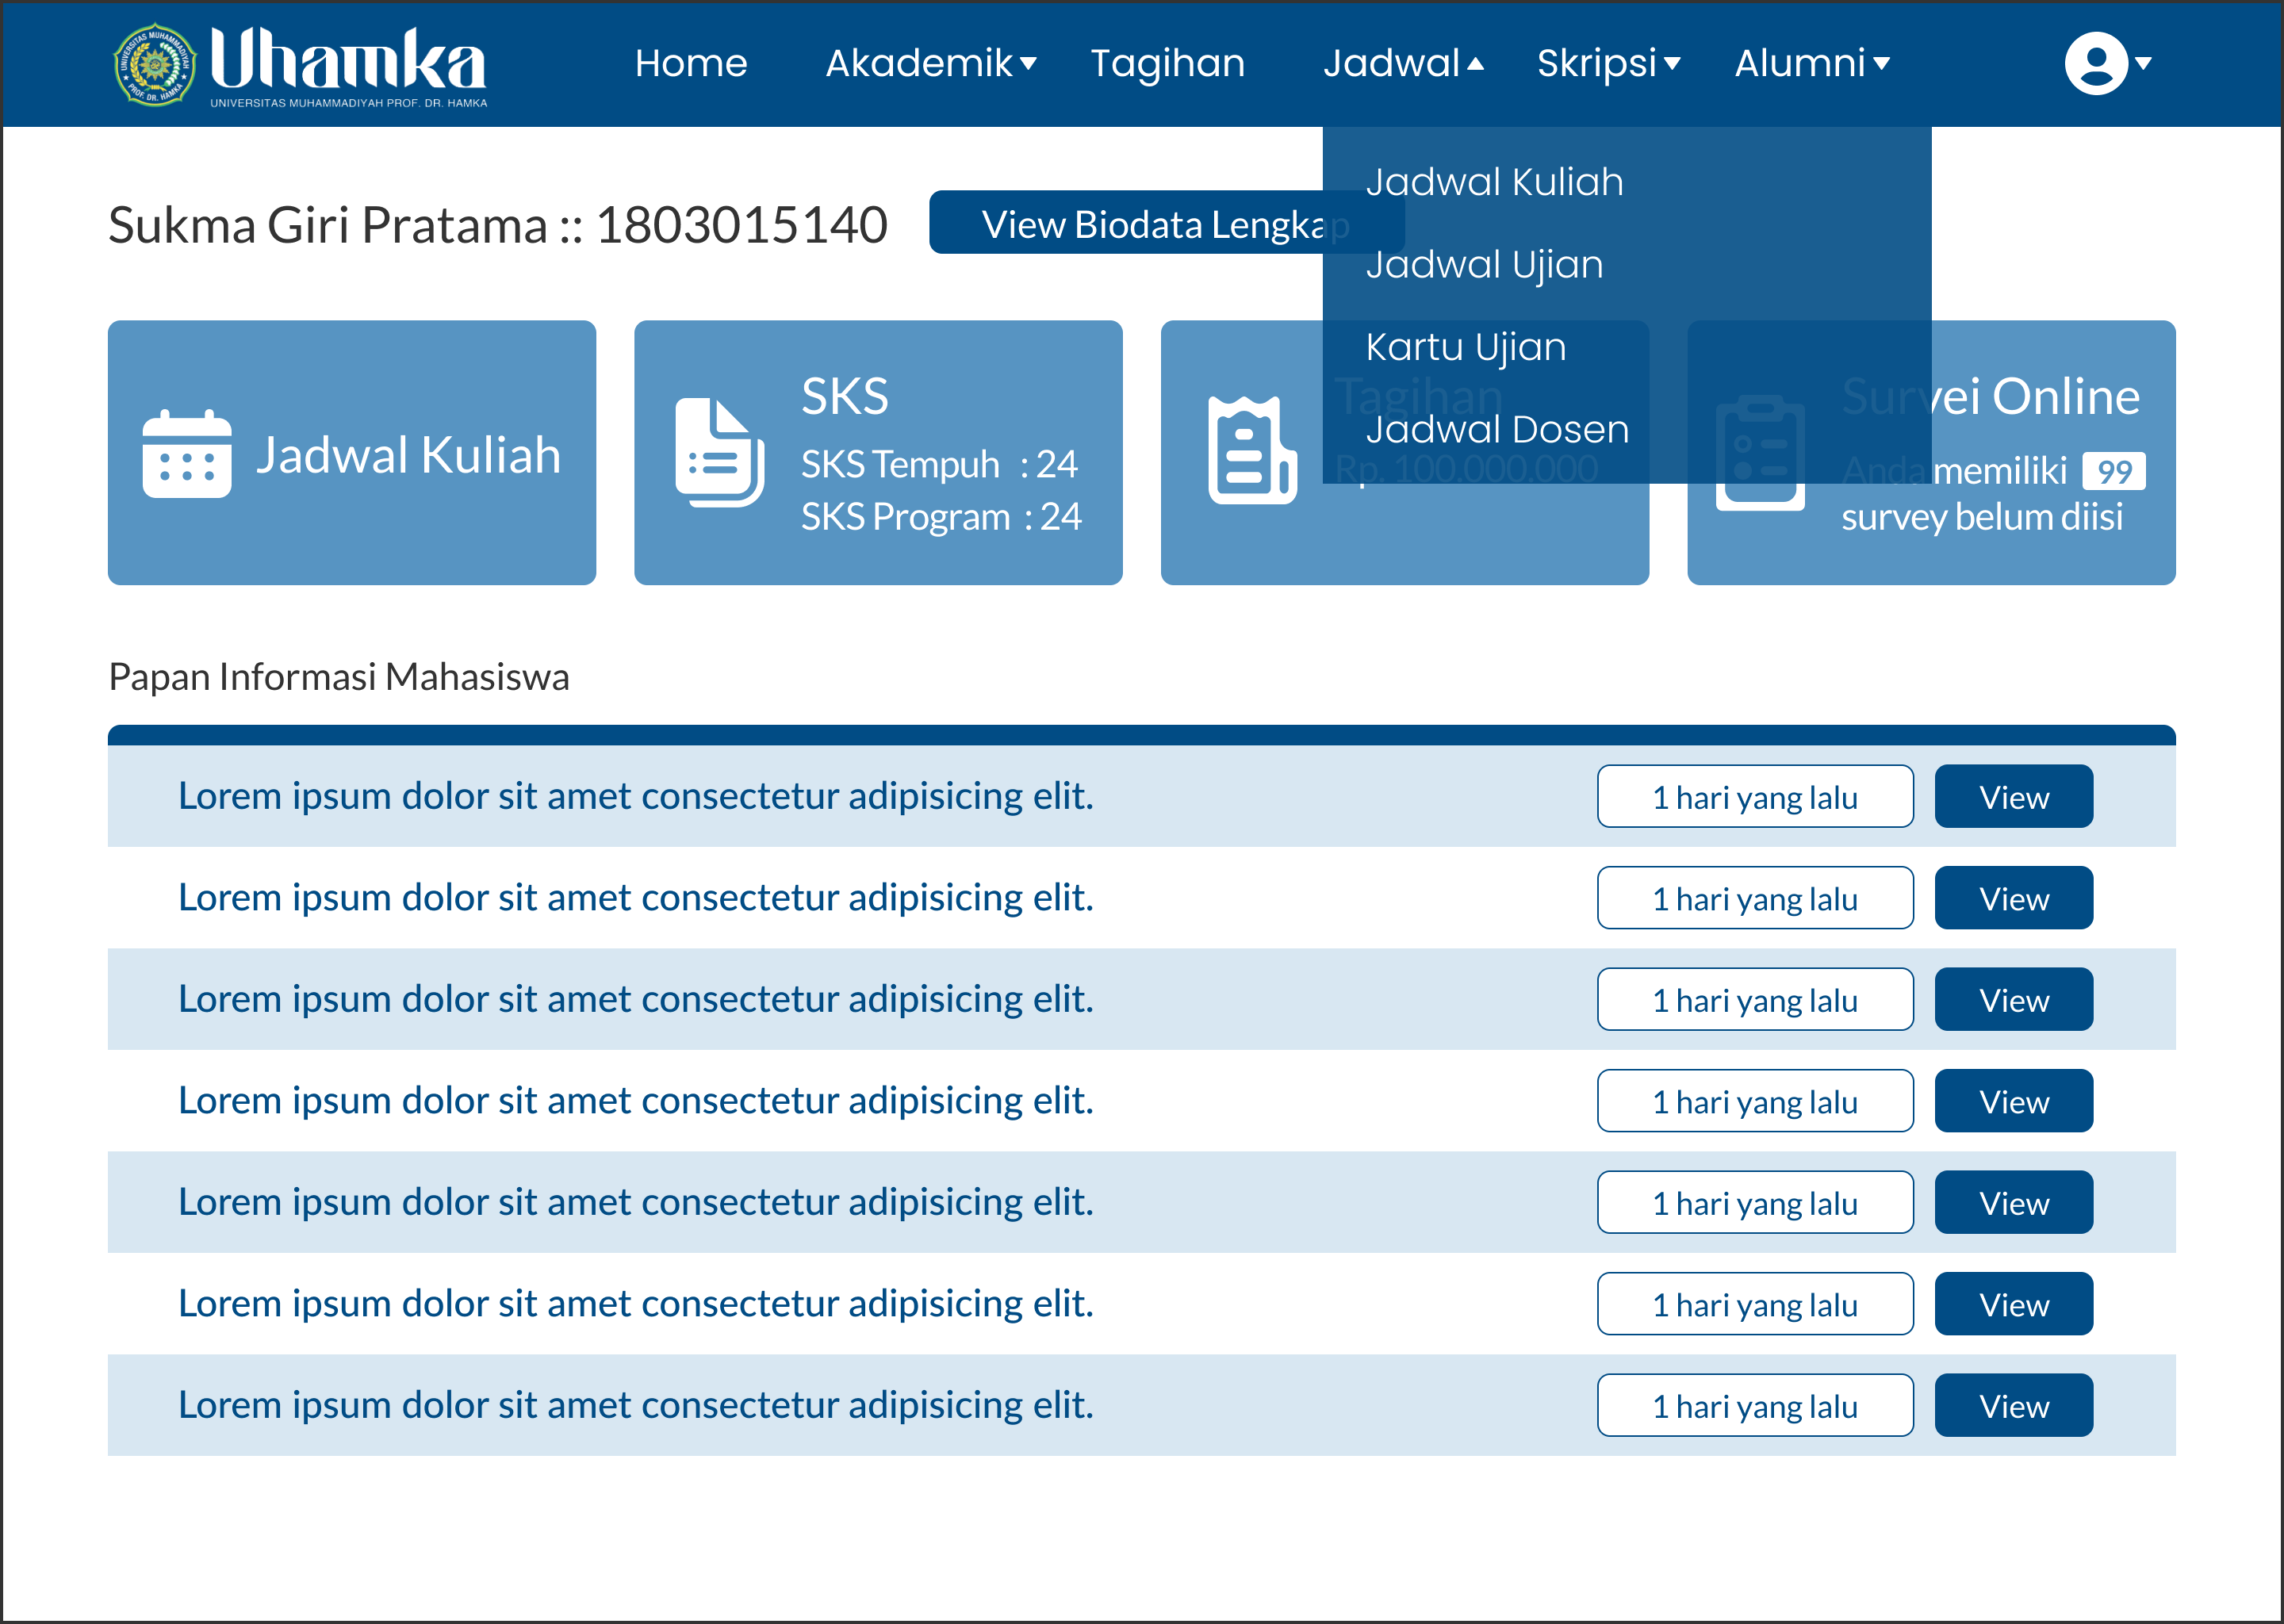 UNIVERSITAS MUHAMMADIYAH
PROF. DR. HAMKA
Uhamka
UNIVERSITAS MUHAMMADIYAH PROF. DR. HAMKA
Home Akademik Tagihan Jadwal Skripsi Alumni
Jadwal Kuliah
Jadwal Ujian
Kartu Ujian
Jadwal Dosen
Sukma Giri Pratama :: 1803015140
View Biodata Lengkap
Jadwal Kuliah
SKS
SKS Tempuh : 24
SKS Program : 24
Tagihan
Rp. 100.000.000
Survei Online
Anda memiliki 99
survey belum diisi
Papan Informasi Mahasiswa
Lorem ipsum dolor sit amet consectetur adipisicing elit. 1 hari yang lalu View
Lorem ipsum dolor sit amet consectetur adipisicing elit. 1 hari yang lalu View
Lorem ipsum dolor sit amet consectetur adipisicing elit. 1 hari yang lalu View
Lorem ipsum dolor sit amet consectetur adipisicing elit. 1 hari yang lalu View
Lorem ipsum dolor sit amet consectetur adipisicing elit. 1 hari yang lalu View
Lorem ipsum dolor sit amet consectetur adipisicing elit. 1 hari yang lalu View
Lorem ipsum dolor sit amet consectetur adipisicing elit. 1 hari yang lalu View